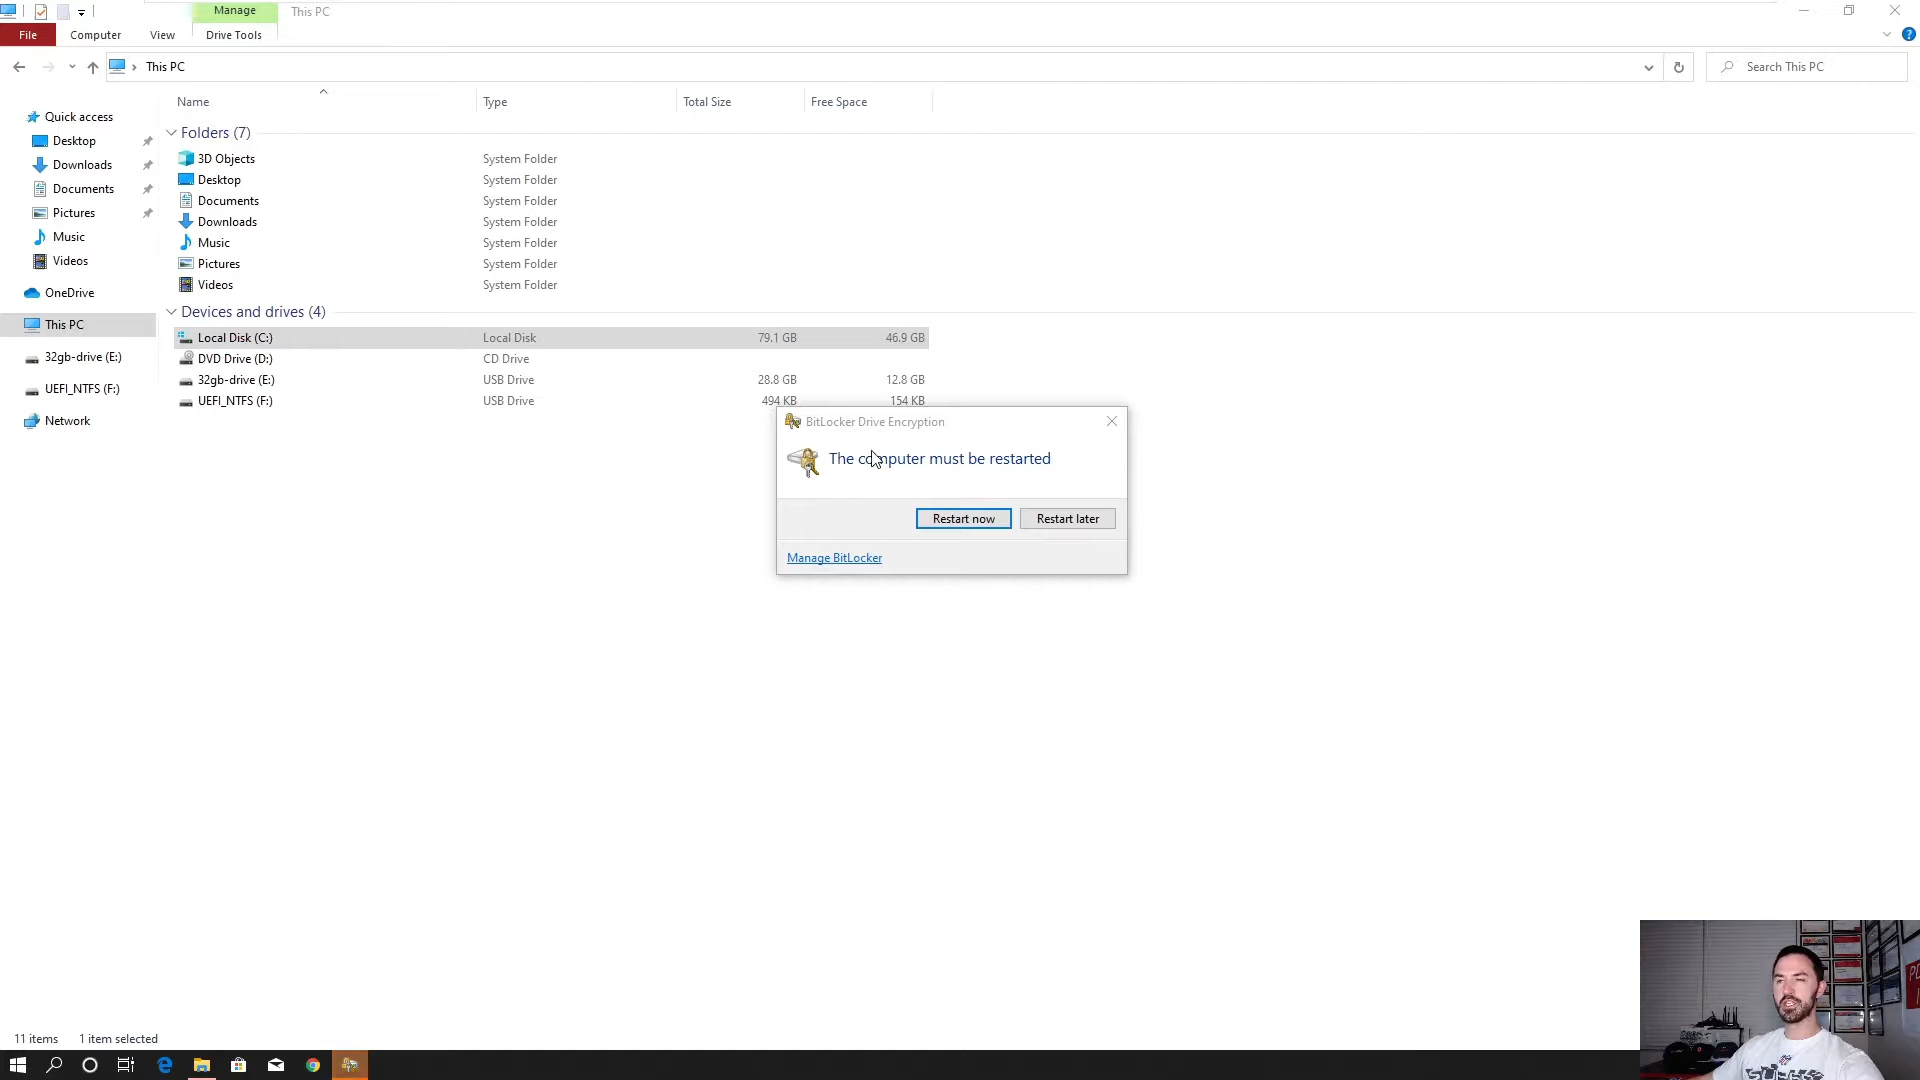 Manage
This PC
File
Computer
View
Drive Tools
This PC
Search This PC
Name
Type
Total Size
Free Space
Quick access
Desktop
Downloads
Documents
Pictures
Music
Videos
OneDrive
This PC
32gb-drive (E:)
UEFI_NTFS (F:)
Network
Folders (7)
3D Objects System Folder
Desktop System Folder
Documents System Folder
Downloads System Folder
Music System Folder
Pictures System Folder
Videos System Folder
Devices and drives (4)
Local Disk (C:) Local Disk 79.1 GB 46.9 GB
DVD Drive (D:) CD Drive
32gb-drive (E:) USB Drive 28.8 GB 12.8 GB
UEFI_NTFS (F:) USB Drive 494 KB 154 KB
BitLocker Drive Encryption
The computer must be restarted
Restart now
Restart later
Manage BitLocker
11 items 1 item selected